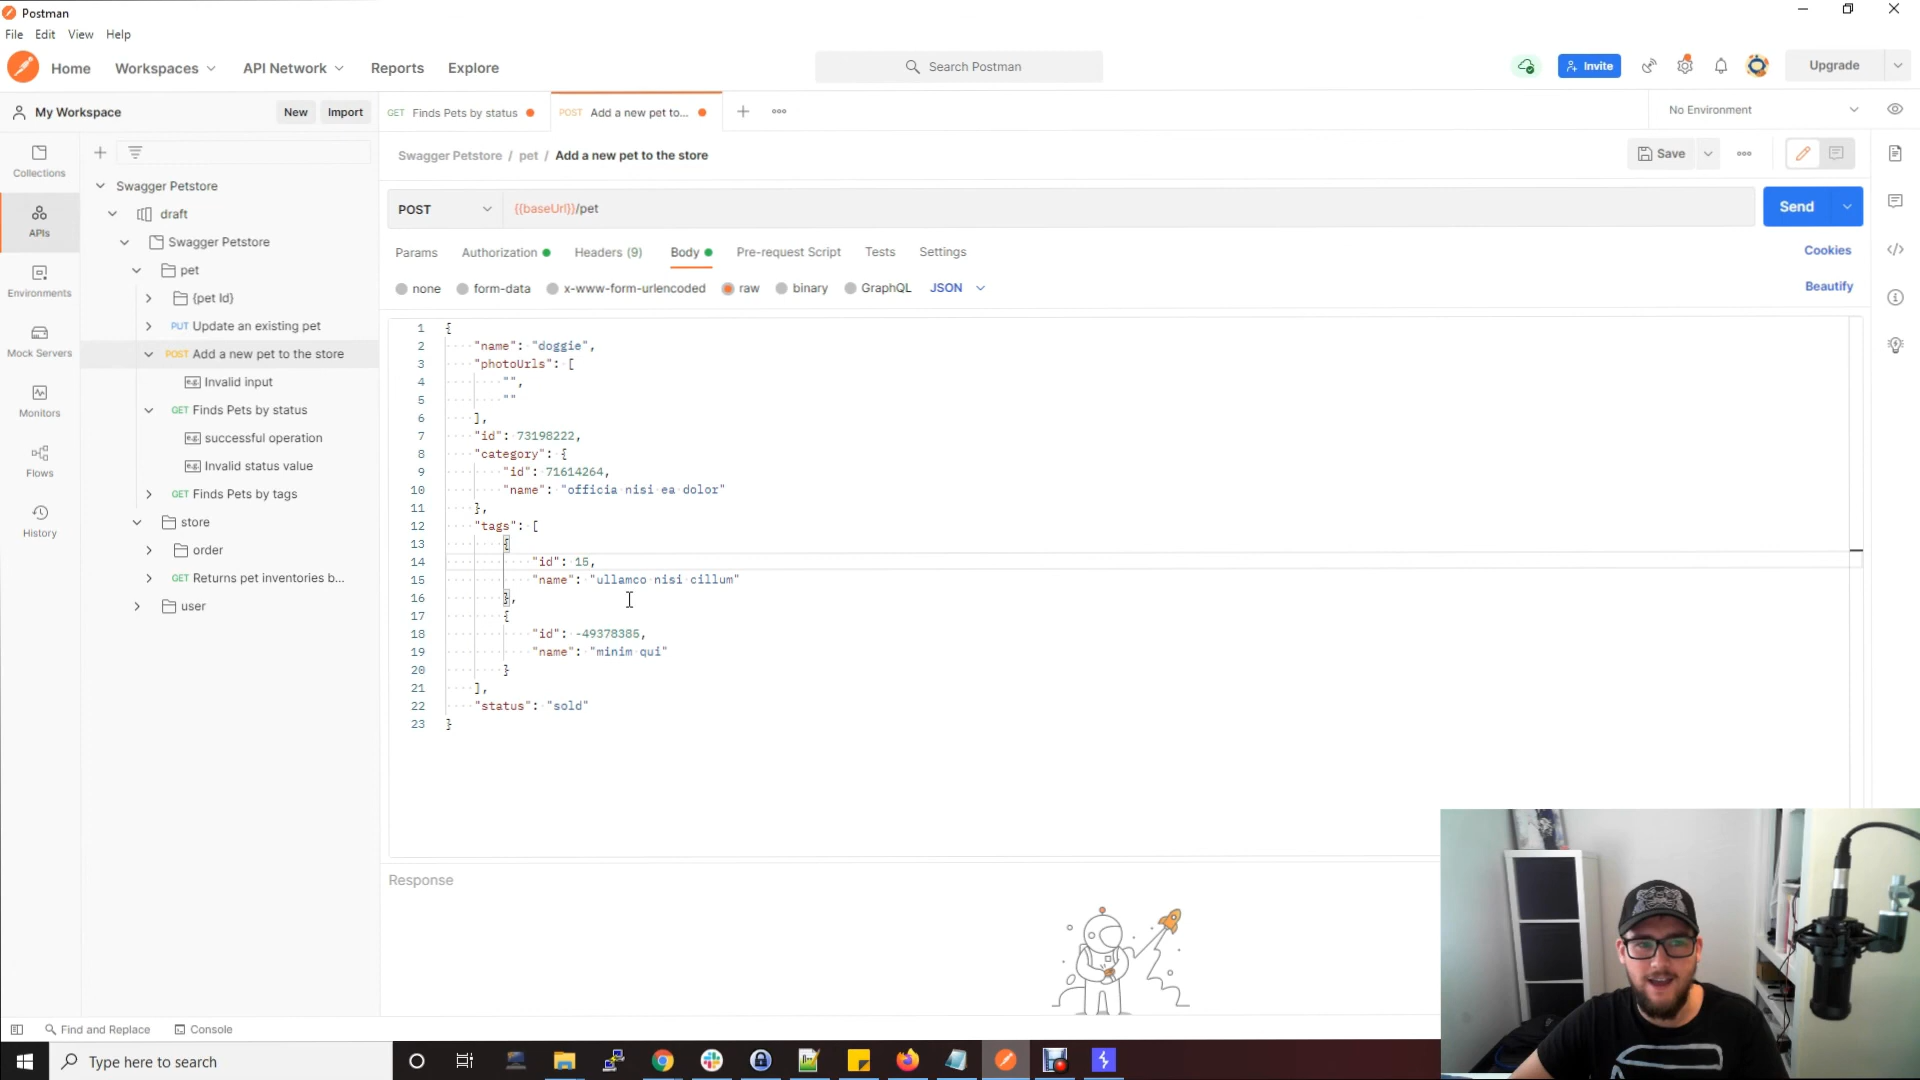 Postman
File Edit View Help
Home Workspaces API Network Reports Explore
Search Postman
Invite
Upgrade
My Workspace
New Import
GET Finds Pets by status
POST Add a new pet to...
No Environment
Collections
APIs
Environments
Mock Servers
Monitors
Flows
History
Swagger Petstore
draft
Swagger Petstore
pet
{pet Id}
PUT Update an existing pet
POST Add a new pet to the store
e.g. Invalid input
GET Finds Pets by status
e.g. successful operation
e.g. Invalid status value
GET Finds Pets by tags
store
order
GET Returns pet inventories b...
user
Swagger Petstore / pet / Add a new pet to the store
Save
POST {{baseUrl}}/pet
Send
Params Authorization Headers (9) Body Pre-request Script Tests Settings
Cookies
none form-data x-www-form-urlencoded raw binary GraphQL JSON
Beautify
1 {
2 "name": "doggie",
3 "photoUrls": [
4 "",
5 ""
6 ],
7 "id": 73198222,
8 "category": {
9 "id": 71614264,
10 "name": "officia nisi ea dolor"
11 },
12 "tags": [
13 {
14 "id": 15,
15 "name": "ullamco nisi cillum"
16 },
17 {
18 "id": -49378385,
19 "name": "minim qui"
20 }
21 ],
22 "status": "sold"
23 }
Response
Find and Replace Console
Type here to search